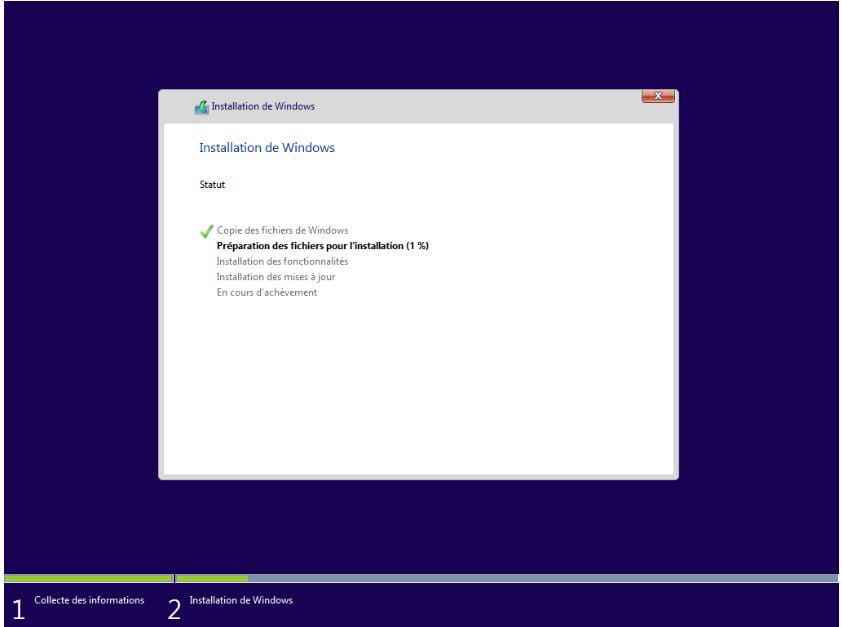 Installation de Windows
Installation de Windows
Statut
Copie des fichiers de Windows
Préparation des fichiers pour l'installation (1 %)
Installation des fonctionnalités
Installation des mises à jour
En cours d'achèvement
1 Collecte des informations 2 Installation de Windows